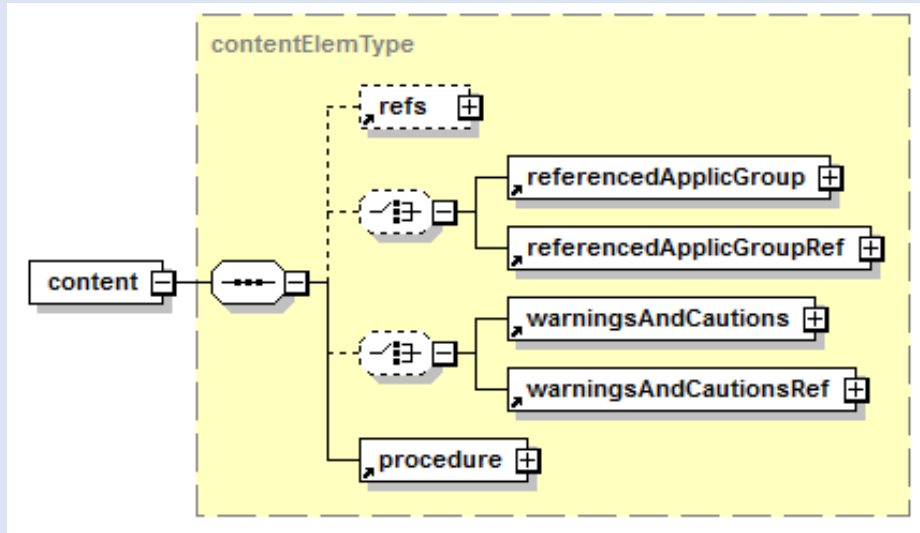 contentElemType
refs
referencedApplicGroup
referencedApplicGroupRef
content
warningsAndCautions
warningsAndCautionsRef
procedure